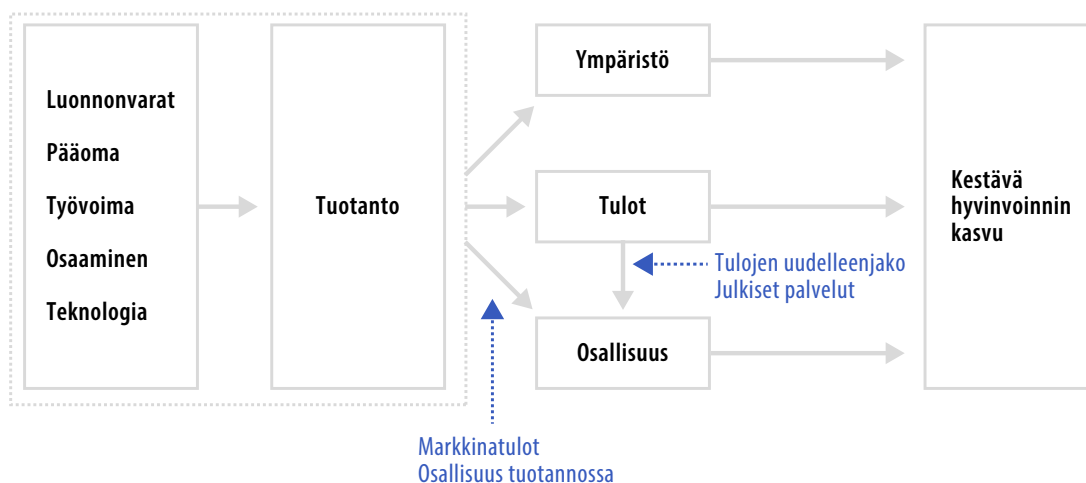 Luonnonvarat
Pääoma
Työvoima
Osaaminen
Teknologia
Tuotanto
Ympäristö
Tulot
Tulojen uudelleenjako
Julkiset palvelut
Osallisuus
Markkinatulot
Osallisuus tuotannossa
Kestävä
hyvinvoinnin
kasvu